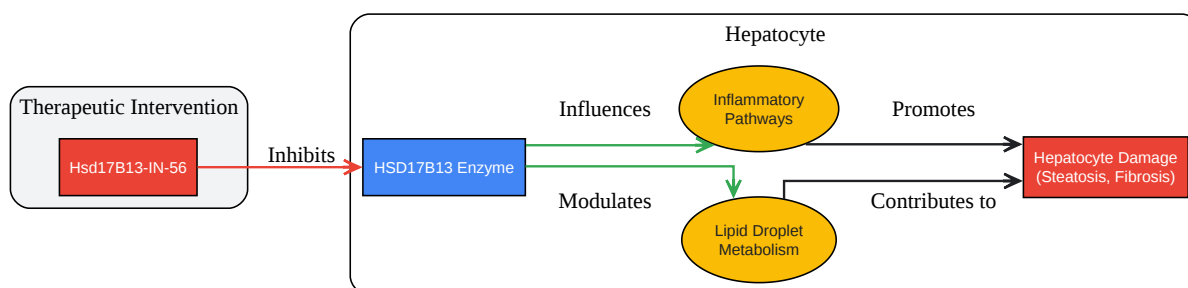 Hepatocyte
Therapeutic Intervention
Hsd17B13-IN-56
Inhibits
HSD17B13 Enzyme
Influences
Modulates
Inflammatory
Pathways
Lipid Droplet
Metabolism
Promotes
Contributes to
Hepatocyte Damage
(Steatosis, Fibrosis)